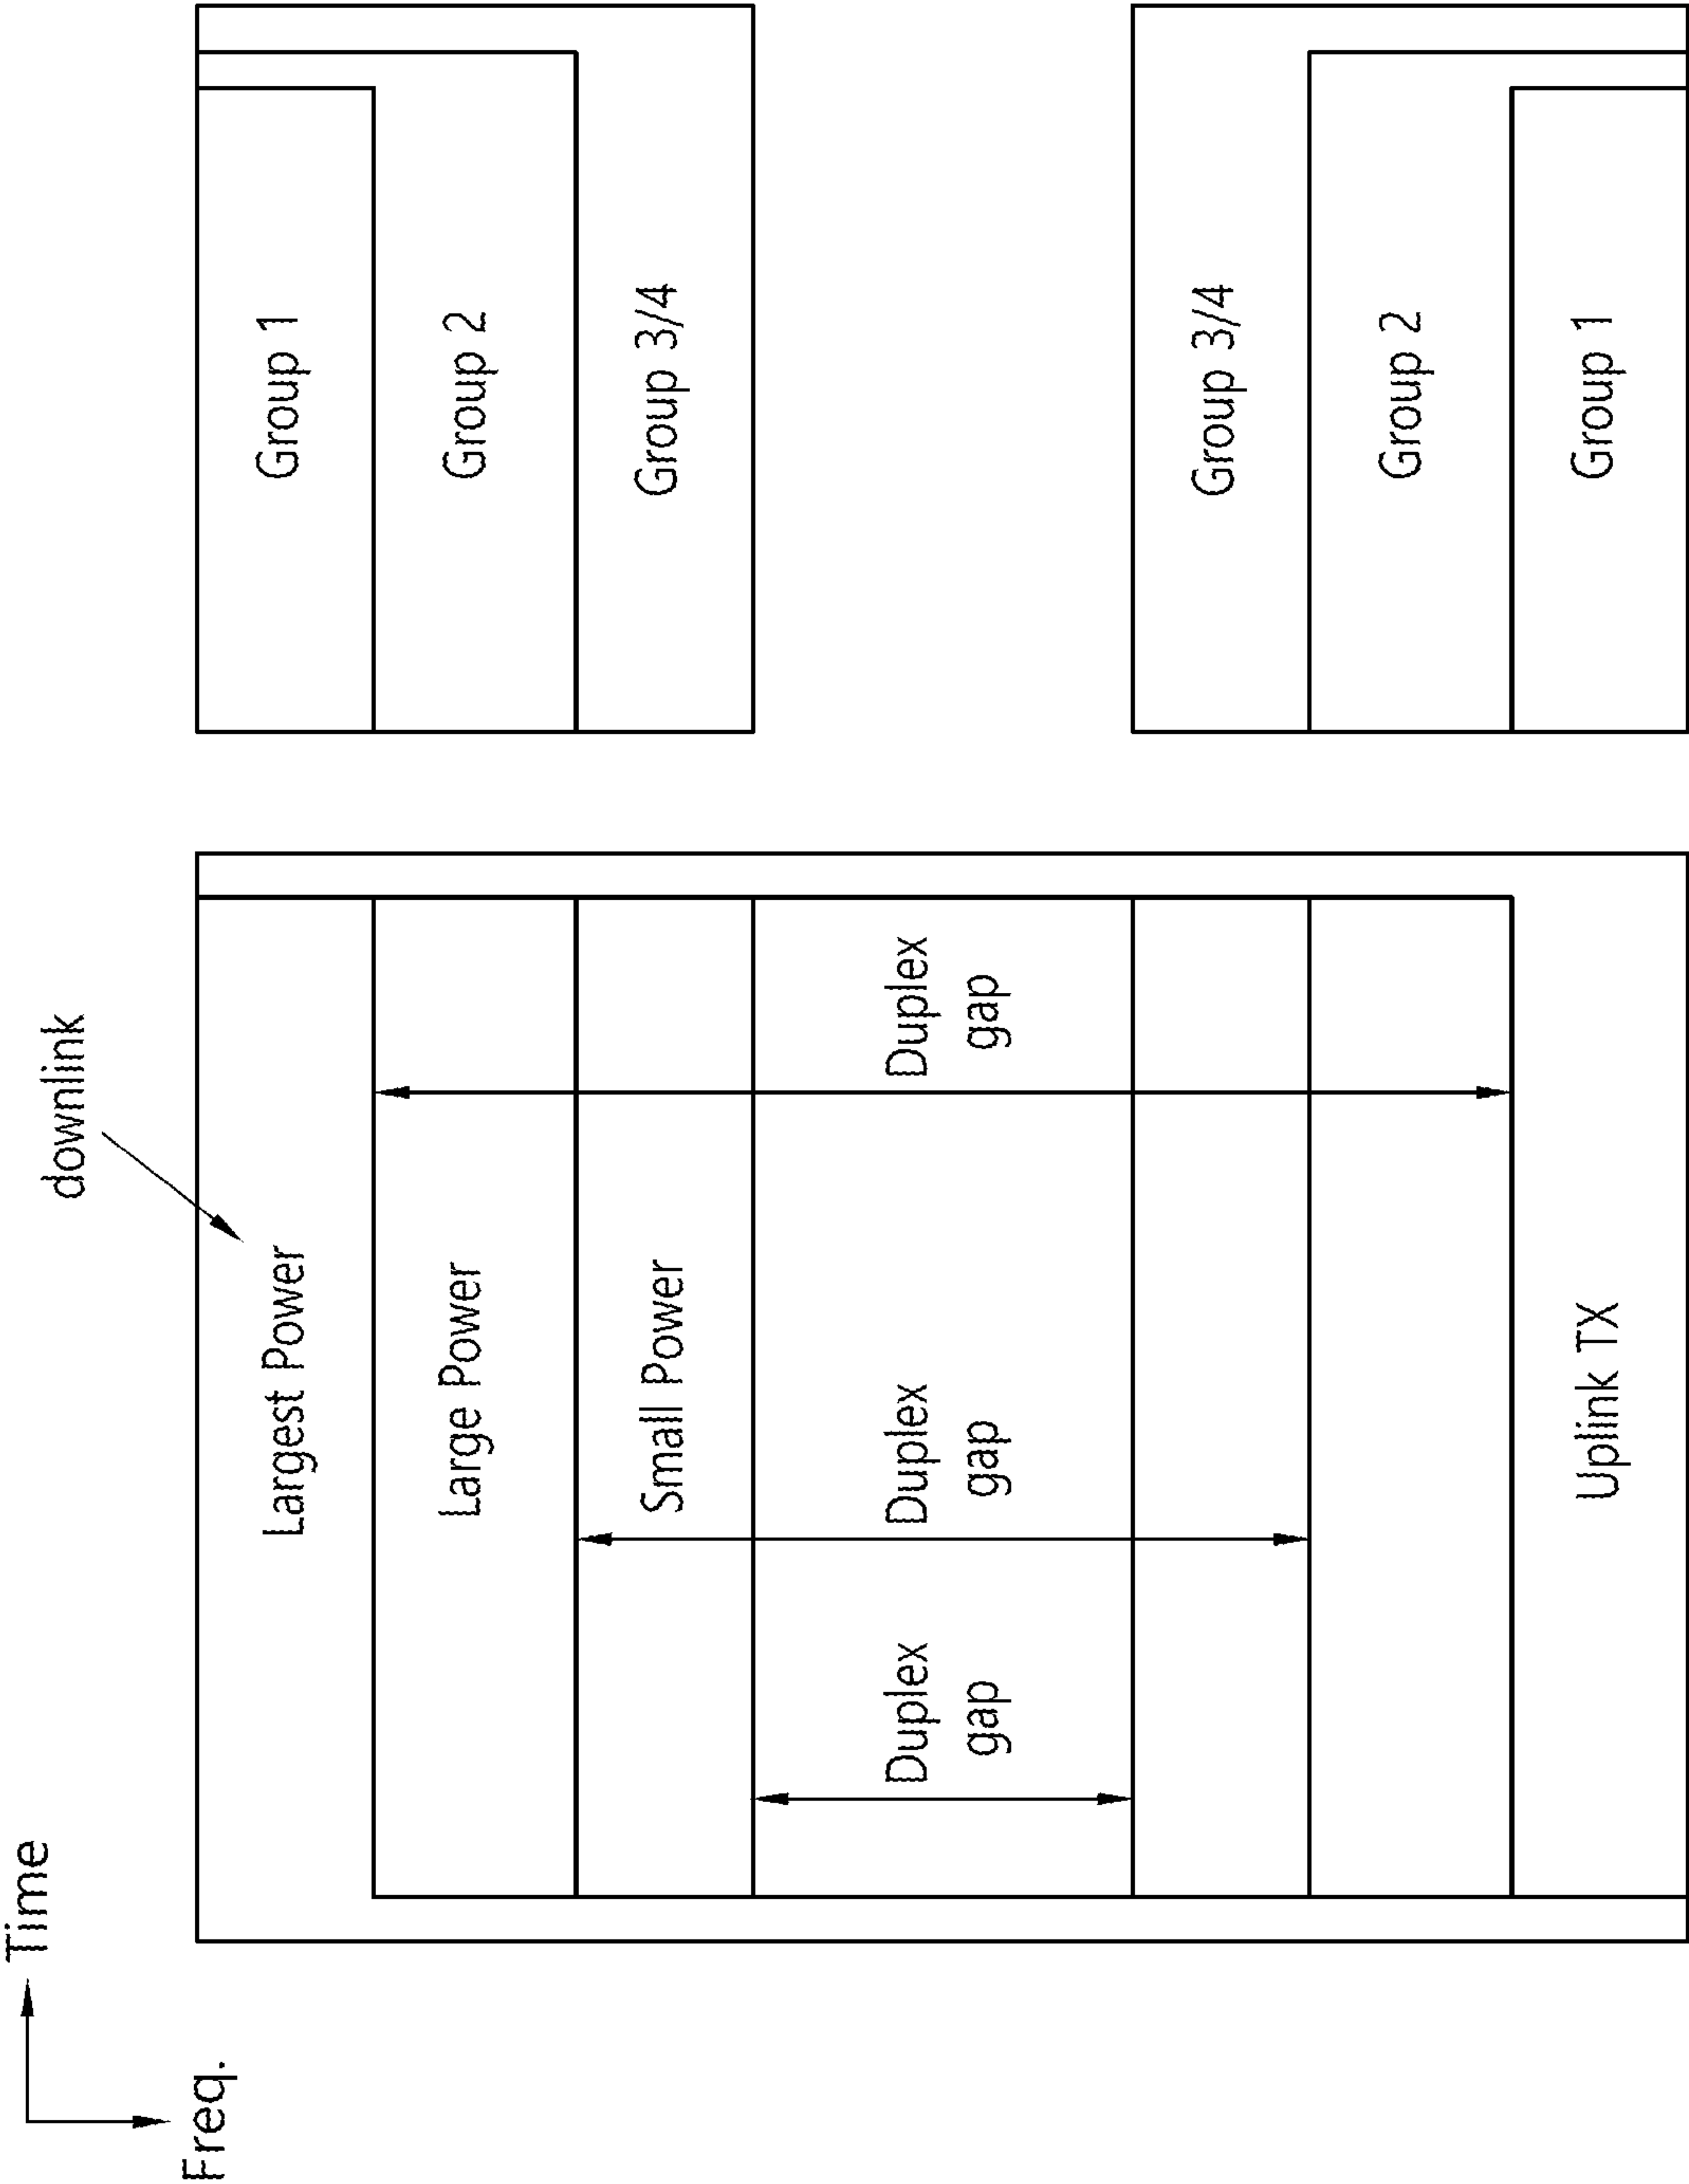 Time
downlink
Freq.
Largest Power
Group 1
Large Power
Group 2
Small Power
Group 3/4
Duplex
gap
Duplex
gap
Duplex
gap
Group 3/4
Group 2
Uplink TX
Group 1